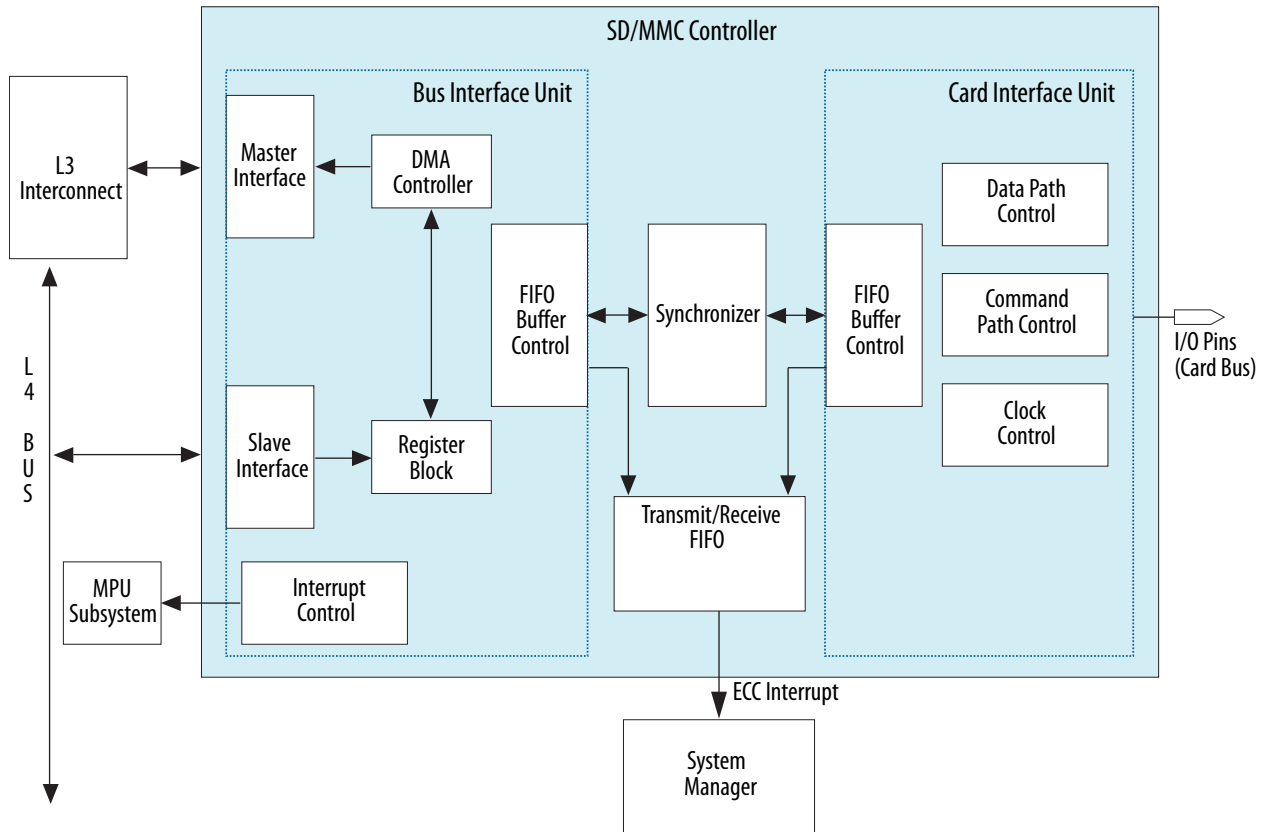 SD/MMC Controller
Bus Interface Unit
Card Interface Unit
L3
Interconnect
Master
Interface
DMA
Controller
Data Path
Control
FIFO
Buffer
Control
Synchronizer
FIFO
Buffer
Control
Command
Path Control
I/O Pins
(Card Bus)
L
4
B
U
S
Slave
Interface
Register
Block
Clock
Control
Transmit/Receive
FIFO
MPU
Subsystem
Interrupt
Control
ECC Interrupt
System
Manager